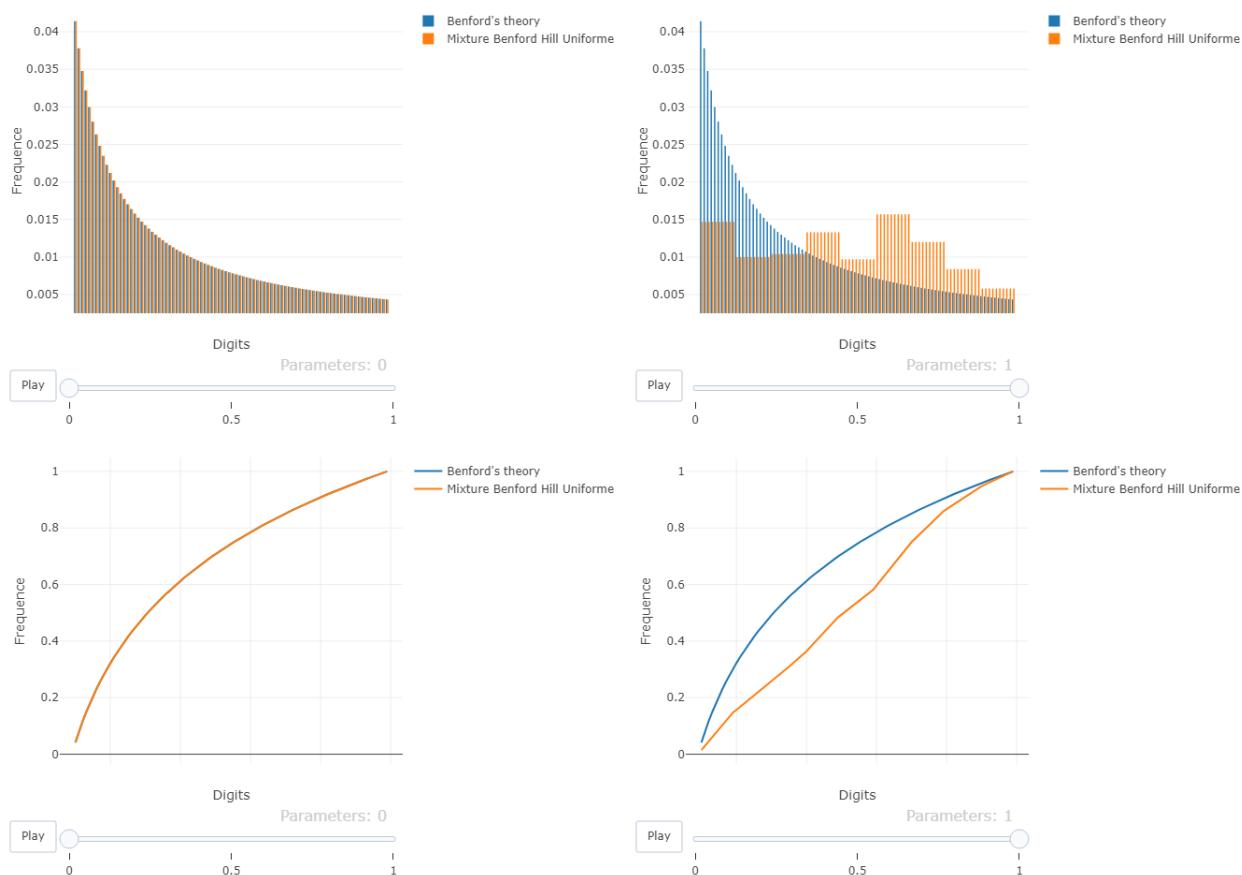 Benford's theory
Mixture Benford Hill Uniforme
0.04
0.035
0.03
0.025
0.02
0.015
0.01
0.005
Frequence
Digits
Parameters: 0
Play
0
0.5
1
Benford's theory
Mixture Benford Hill Uniforme
0.04
0.035
0.03
0.025
0.02
0.015
0.01
0.005
Frequence
Digits
Parameters: 1
Play
0
0.5
1
Benford's theory
Mixture Benford Hill Uniforme
1
0.8
0.6
0.4
0.2
0
Frequence
Digits
Parameters: 0
Play
0
0.5
1
Benford's theory
Mixture Benford Hill Uniforme
1
0.8
0.6
0.4
0.2
0
Frequence
Digits
Parameters: 1
Play
0
0.5
1